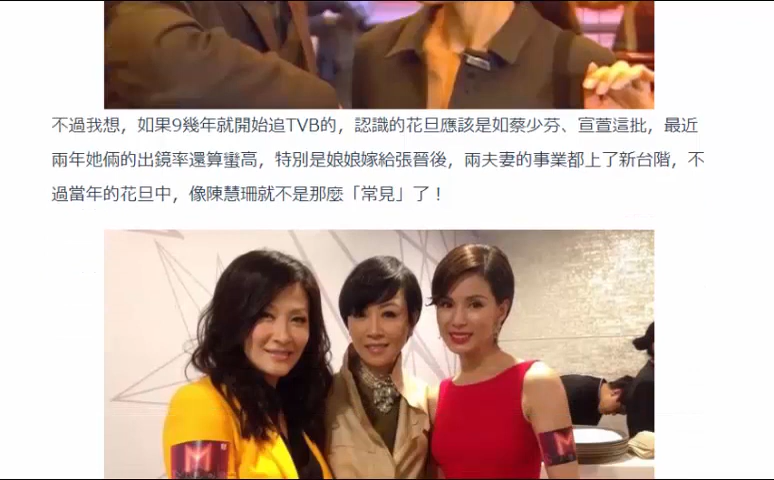 不過我想，如果9幾年就開始追TVB的，認識的花旦應該是如蔡少芬、宣萱這批，最近
兩年她倆的出鏡率還算蠻高，特別是娘娘嫁給張晉後，兩夫妻的事業都上了新台階，不
過當年的花旦中，像陳慧珊就不是那麼「常見」了！
M
M